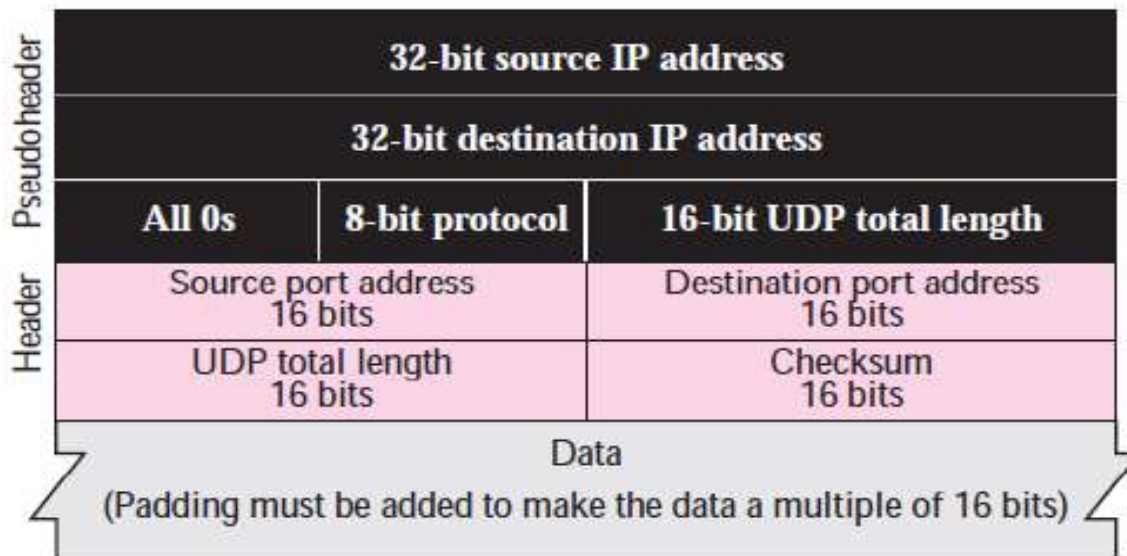 Pseudoheader
32-bit source IP address
32-bit destination IP address
All 0s
8-bit protocol
16-bit UDP total length
Header
Source port address
16 bits
Destination port address
16 bits
UDP total length
16 bits
Checksum
16 bits
Data
(Padding must be added to make the data a multiple of 16 bits)